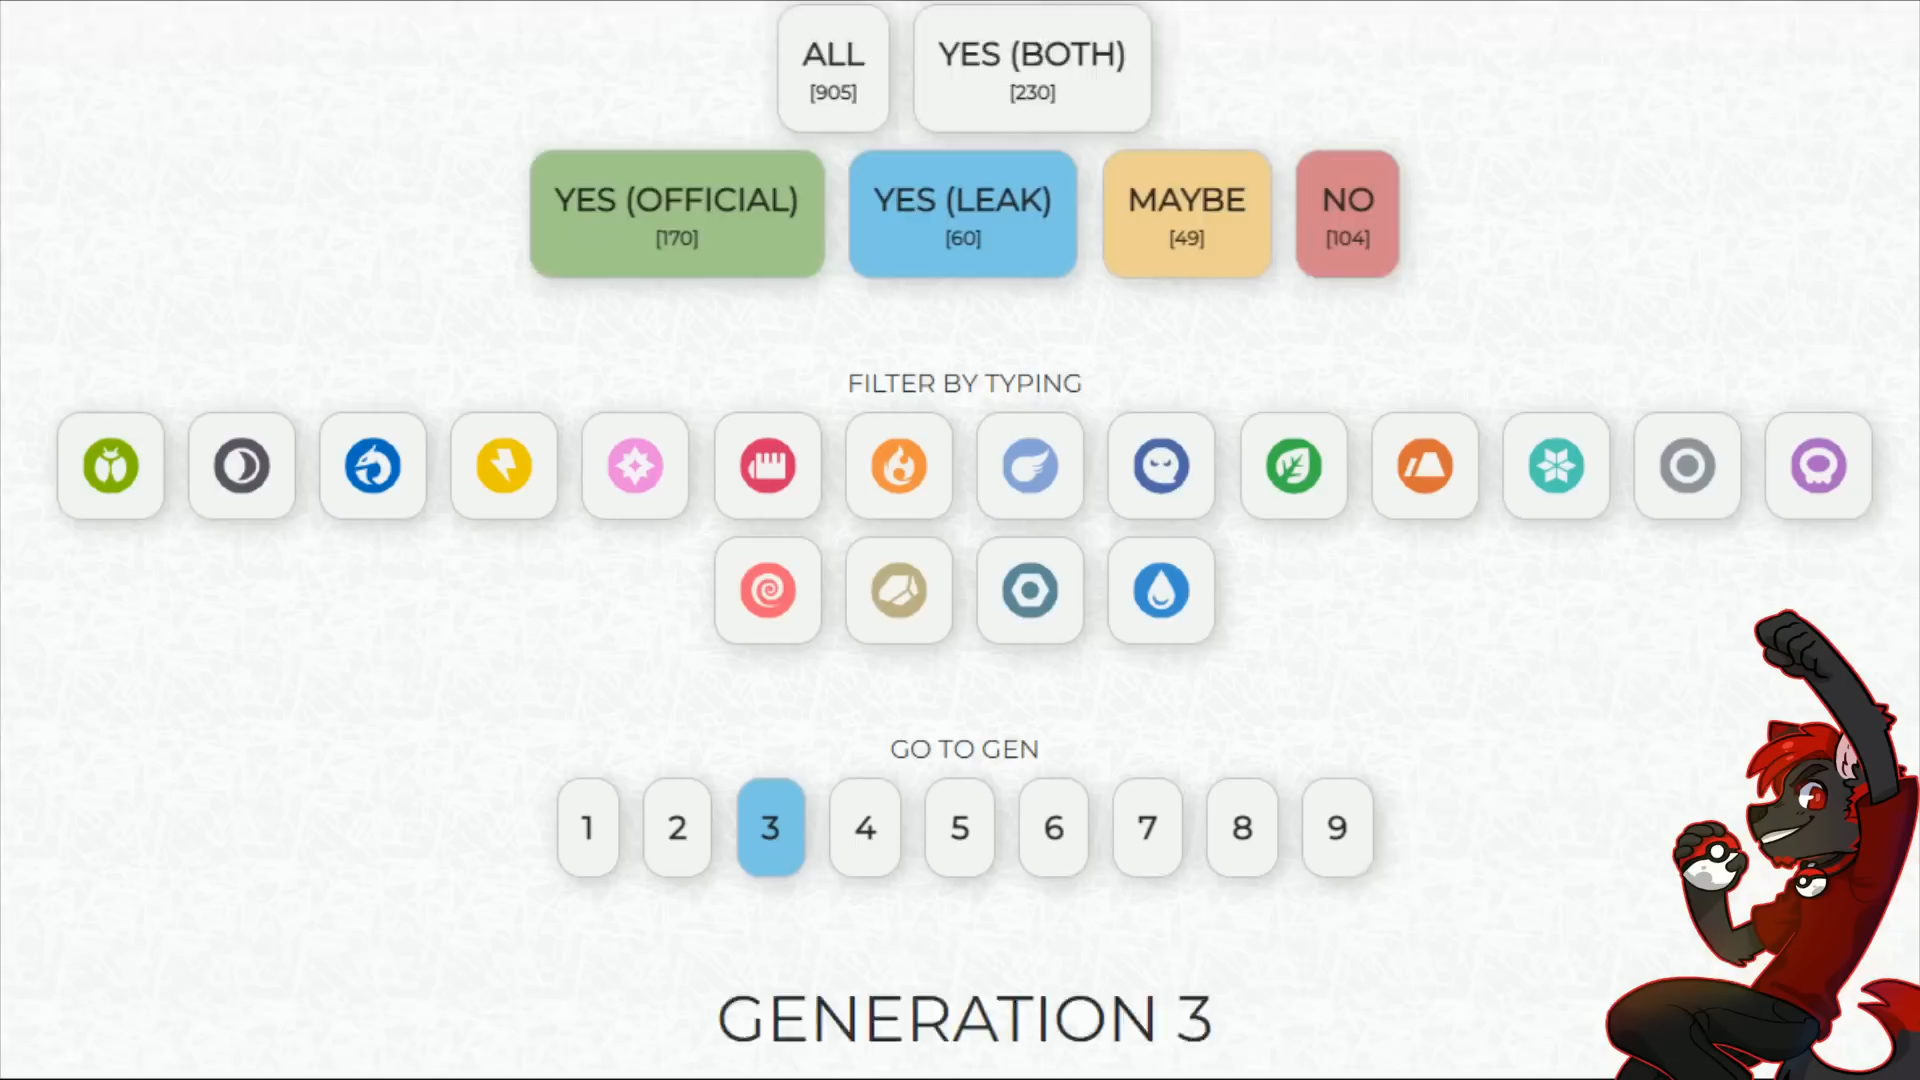 ALL
[905]
YES (BOTH)
[230]
YES (OFFICIAL)
[170]
YES (LEAK)
[60]
MAYBE
[49]
NO
[104]
FILTER BY TYPING
GO TO GEN
1 2 3 4 5 6 7 8 9
GENERATION 3